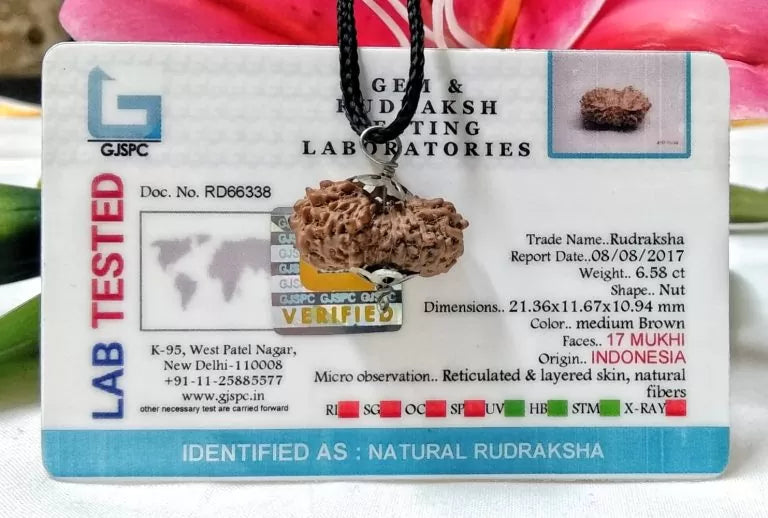 GEM &
RUDRAKSH
TESTING
LABORATORIES
GJSPC
LAB TESTED
Doc. No. RD66338
GJSPC GJSPC GJSPC
VERIFIED
K-95, West Patel Nagar,
New Delhi-110008
+91-11-25885577
www.gjspc.in
other necessary test are carried forward
Trade Name..Rudraksha
Report Date..08/08/2017
Weight.. 6.58 ct
Shape.. Nut
Dimensions.. 21.36x11.67x10.94 mm
Color.. medium Brown
Faces.. 17 MUKHI
Origin.. INDONESIA
Micro observation.. Reticulated & layered skin, natural
fibers
RI SG OC SP UV HB STM X-RAY
IDENTIFIED AS : NATURAL RUDRAKSHA